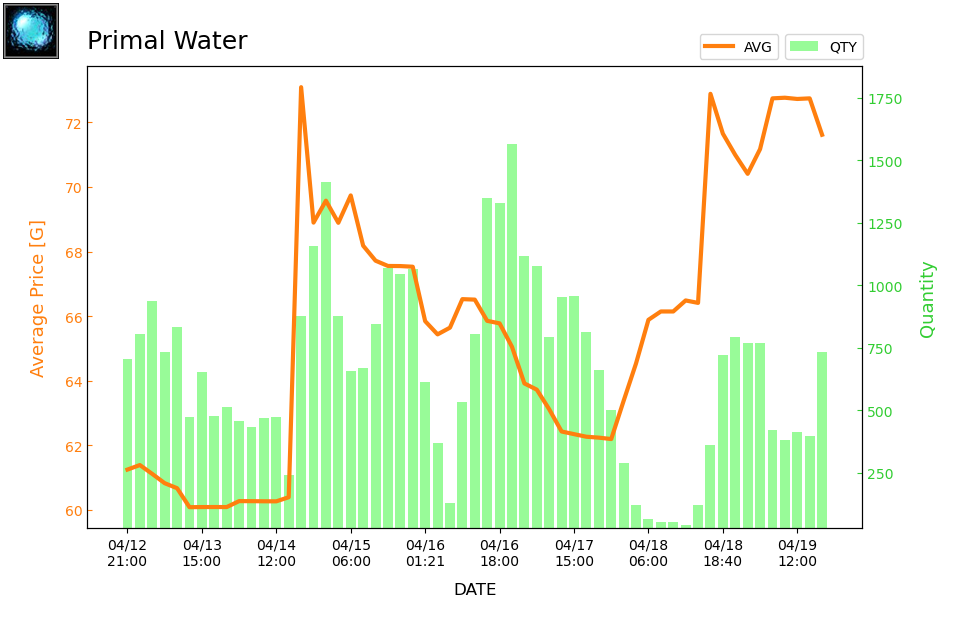 Primal Water
AVG
QTY
Average Price [G]
72
70
68
66
64
62
60
1750
1500
1250
1000
750
500
250
Quantity
04/12 04/13 04/14 04/15 04/16 04/16 04/17 04/18 04/18 04/19
21:00 15:00 12:00 06:00 01:21 18:00 15:00 06:00 18:40 12:00
DATE